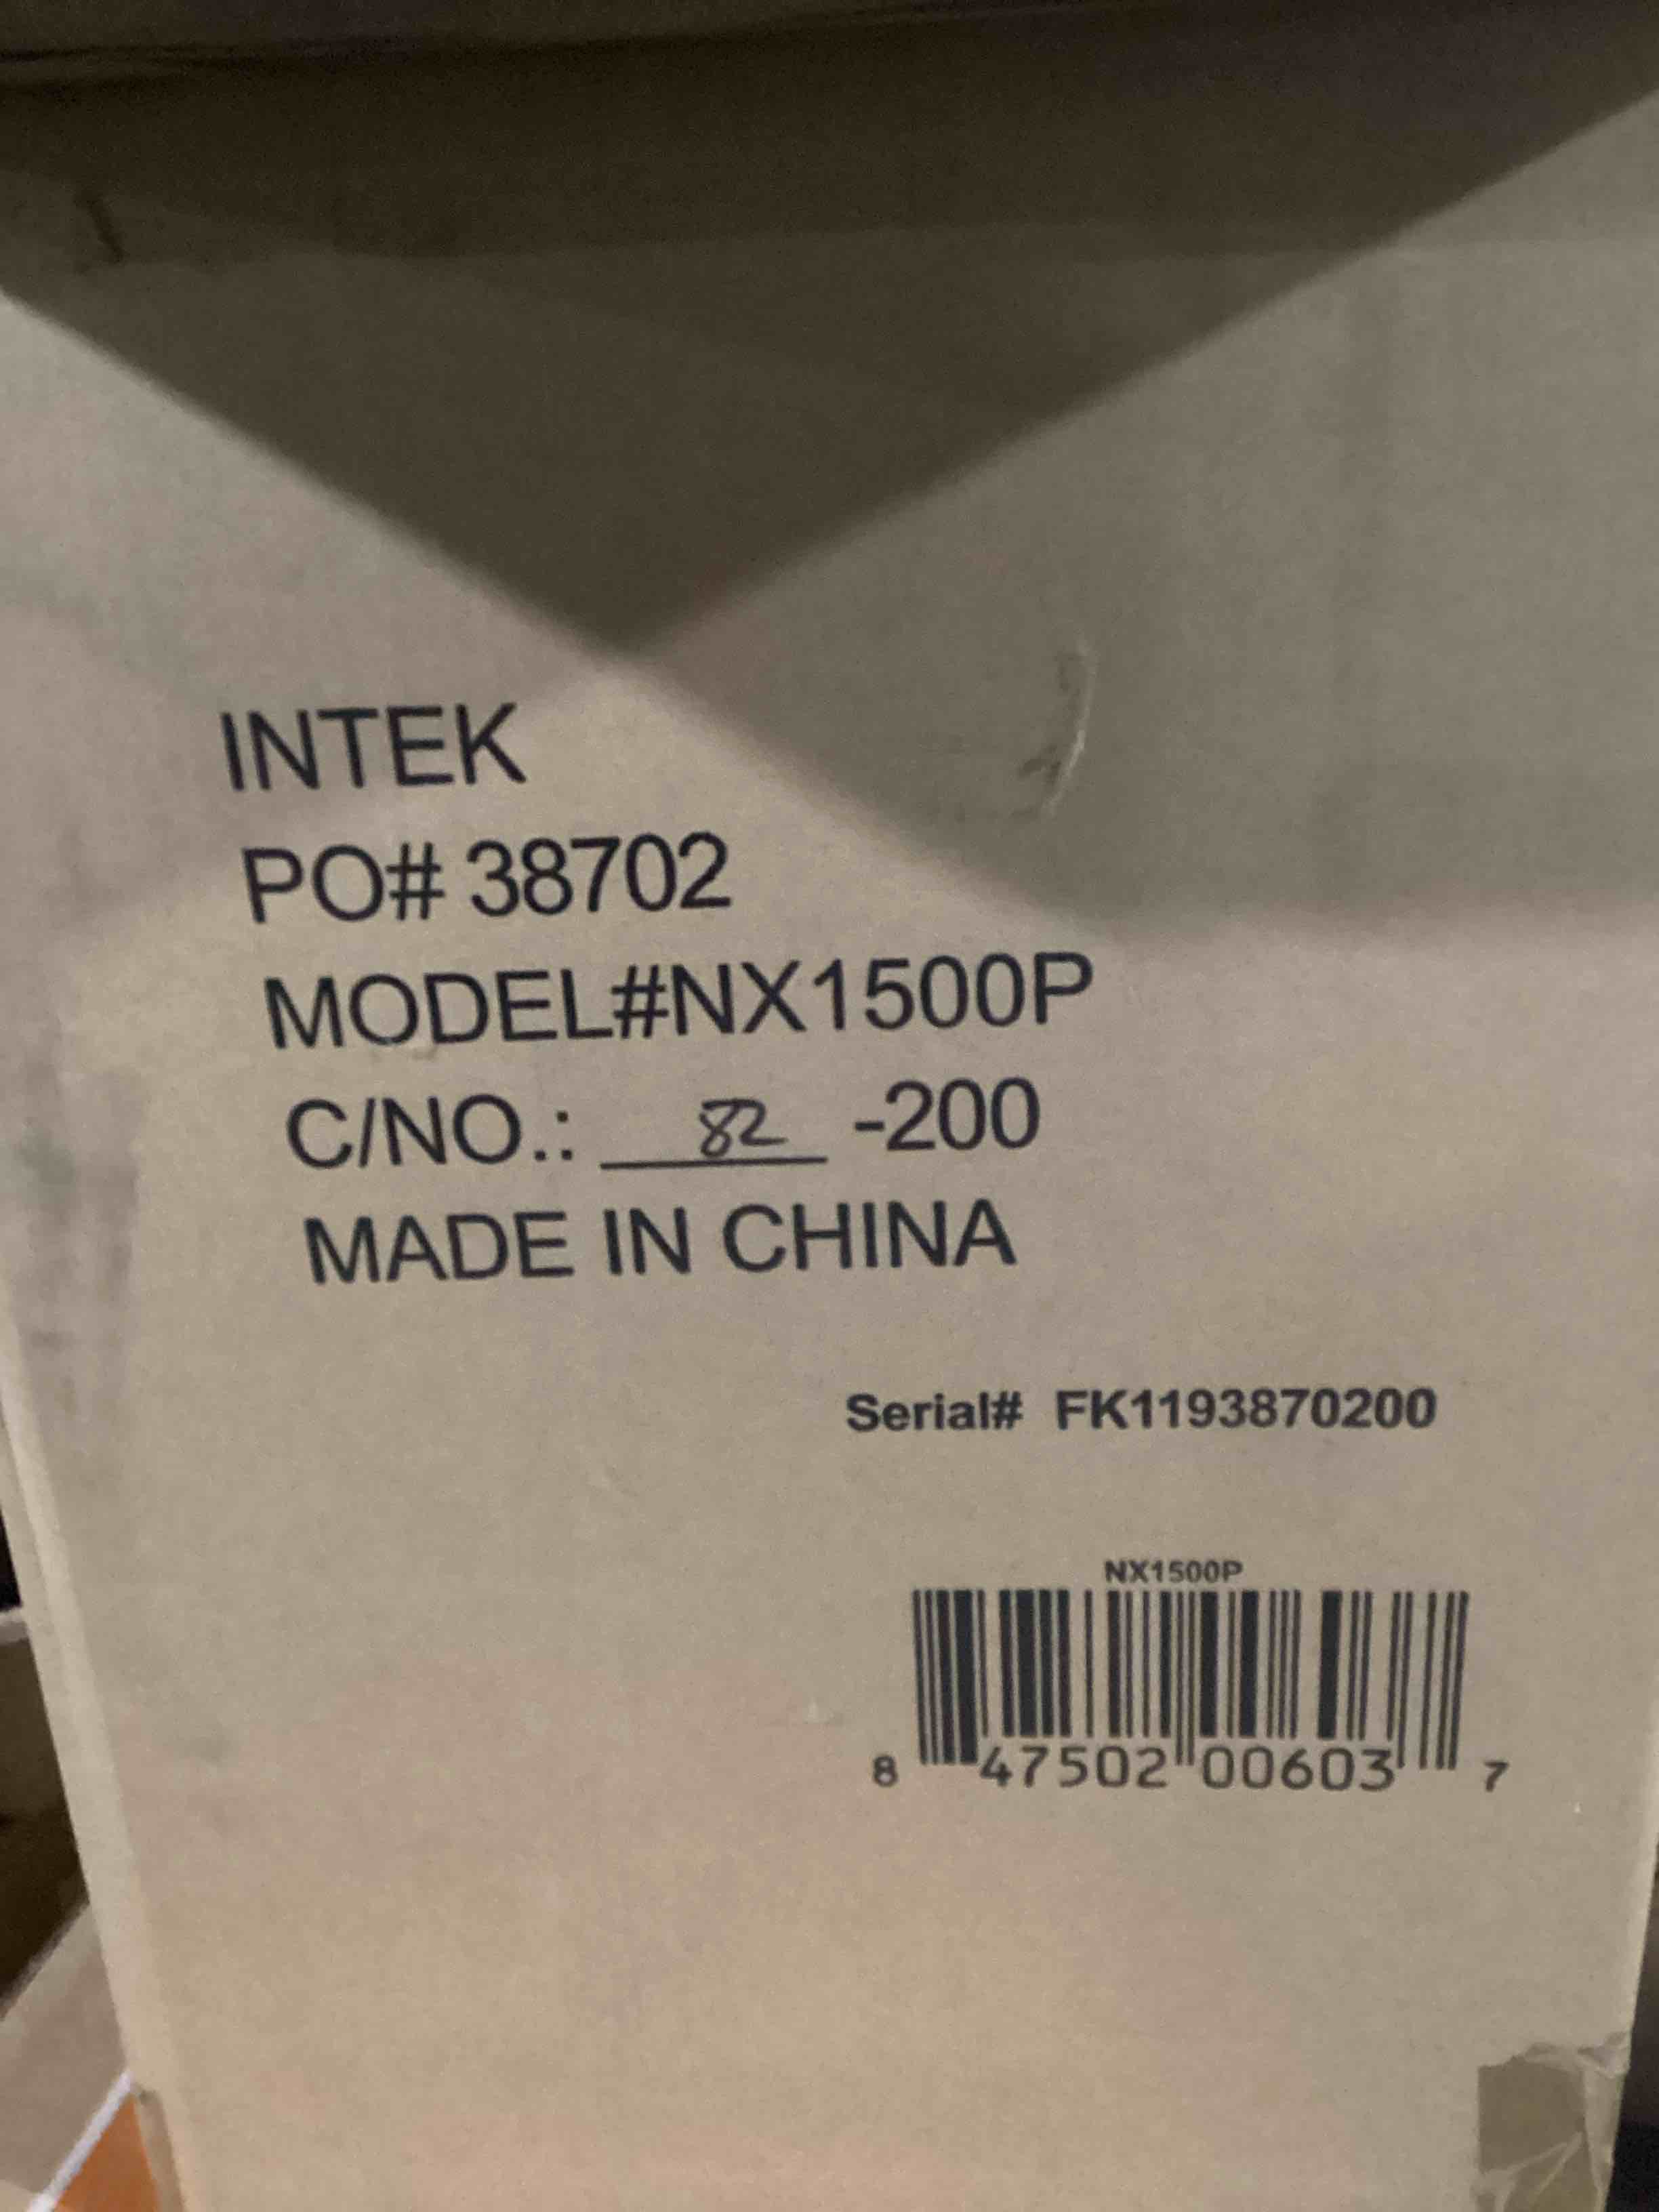 INTEK
PO# 38702
MODEL#NX1500P
C/NO.: 82 -200
MADE IN CHINA
Serial# FK1193870200
NX1500P
8 47502 00603 7